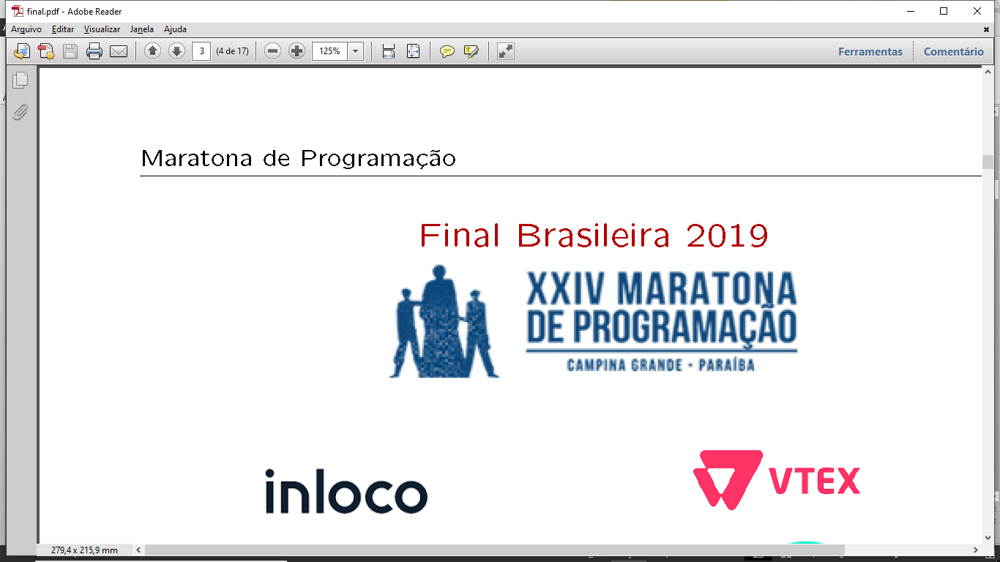 final.pdf - Adobe Reader
Arquivo Editar Visualizar Janela Ajuda
3 (4 de 17) 125% Ferramentas Comentário
Maratona de Programação
Final Brasileira 2019
XXIV MARATONA
DE PROGRAMAÇÃO
CAMPINA GRANDE - PARAÍBA
inloco
VTEX
279,4 x 215,9 mm